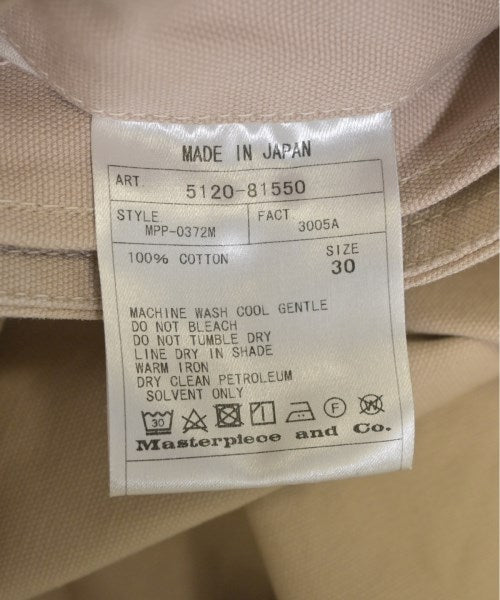 MADE IN JAPAN
ART. 5120-81550
STYLE FACT.
MPP-0372M 3005A
100% COTTON SIZE
30
MACHINE WASH COOL GENTLE
DO NOT BLEACH
DO NOT TUMBLE DRY
LINE DRY IN SHADE
WARM IRON
DRY CLEAN PETROLEUM
SOLVENT ONLY
30 F W
Masterpiece and Co.